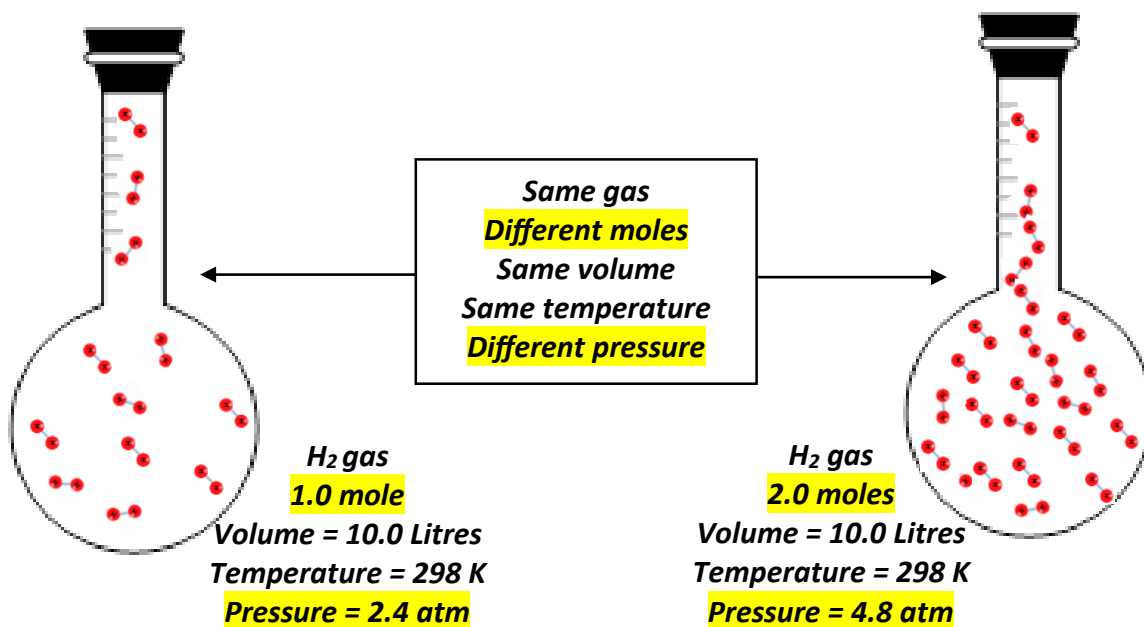 Same gas
Different moles
Same volume
Same temperature
Different pressure
H₂ gas
1.0 mole
Volume = 10.0 Litres
Temperature = 298 K
Pressure = 2.4 atm
H₂ gas
2.0 moles
Volume = 10.0 Litres
Temperature = 298 K
Pressure = 4.8 atm